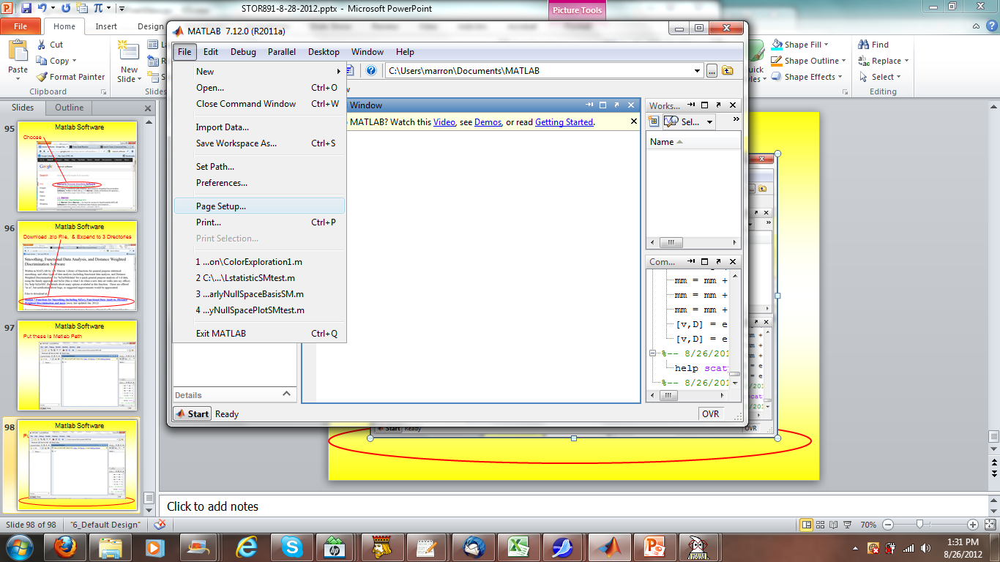 STOR891-8-28-2012.pptx - Microsoft PowerPoint
Picture Tools
File
Home
Insert
Design
Paste
Cut
Copy
Format Painter
Clipboard
New
Slide
Slides
Shape Fill
Shape Outline
Shape Effects
Quick
Styles
Find
Replace
Select
Editing
MATLAB 7.12.0 (R2011a)
File Edit Debug Parallel Desktop Window Help
C:\Users\marron\Documents\MATLAB
New
Open... Ctrl+O
Close Command Window Ctrl+W
Import Data...
Save Workspace As... Ctrl+S
Set Path...
Preferences...
Page Setup...
Print... Ctrl+P
Print Selection...
1 ...on\ColorExploration1.m
2 C:\...\LstatisticSMtest.m
3 ...arlyNullSpaceBasisSM.m
4 ...yNullSpacePlotSMtest.m
Exit MATLAB Ctrl+Q
Window
MATLAB? Watch this Video, see Demos, or read Getting Started.
Works...
Sel...
Name
Com...
mm = mm +
mm = mm +
mm = mm +
[v,D] = e
[v,D] = e
%-- 8/26/201
help scat
%-- 8/26/201
Details
Start Ready
OVR
Slides Outline
95
Matlab Software
Choose
96
Matlab Software
Download .zip File, & Expand to 3 Directories
Smoothing, Functional Data Analysis, and Distance Weighted
Discrimination Software
97
Matlab Software
Put these is Matlab Path
98
Matlab Software
Start Ready
OVR
Click to add notes
Slide 98 of 98
"6_Default Design"
70%
1:31 PM
8/26/2012